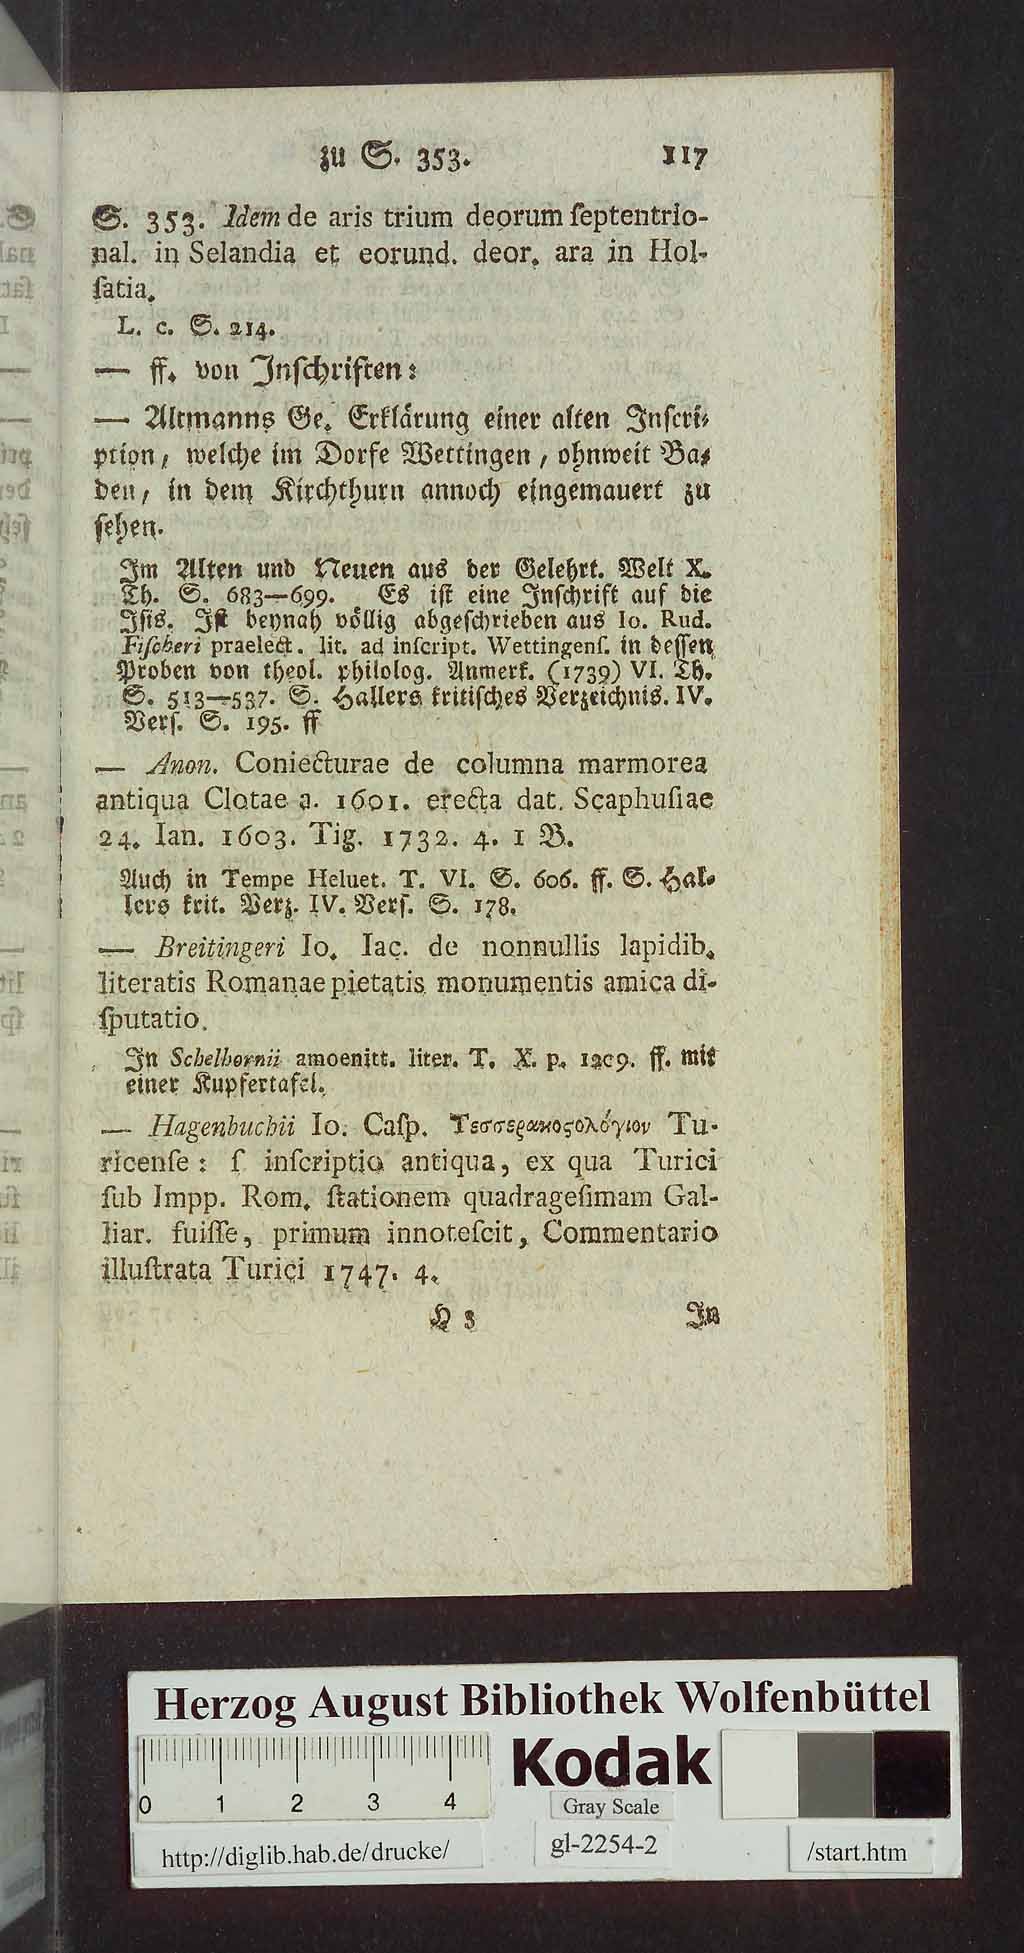 zu S. 353. 117
S. 353. Idem de aris trium deorum ſeptentrio-
nal. in Selandia et eorund. deor. ara in Hol-
ſatia.
L. c. S. 214.
— ff. von Inſchriften:
— Altmanns Ge. Erklärung einer alten Inſcri-
ption, welche im Dorfe Wettingen, ohnweit Ba-
den, in dem Kirchthurn annoch eingemauert zu
ſehen.
Im Alten und Neuen aus der Gelehrt. Welt X.
Th. S. 683—699. Es iſt eine Inſchrift auf die
Iſis. Iſt beynah völlig abgeſchrieben aus Io. Rud.
Fiſcheri praelect. lit. ad inſcript. Wettingenſ. in deſſen
Proben von theol. philolog. Anmerk. (1739) VI. Th.
S. 513—537. S. Hallers kritiſches Verzeichnis. IV.
Verſ. S. 195. ff
— Anon. Coniecturae de columna marmorea
antiqua Clotae a. 1601. erecta dat. Scaphuſiae
24. Ian. 1603. Tig. 1732. 4. 1 B.
Auch in Tempe Heluet. T. VI. S. 606. ff. S. Hal-
lers krit. Verz. IV. Verſ. S. 178.
— Breitingeri Io. Iac. de nonnullis lapidib.
literatis Romanae pietatis monumentis amica di-
ſputatio.
In Schelhornii amoenitt. liter. T. X. p. 1209. ff. mit
einer Kupfertafel.
— Hagenbuchii Io. Caſp. Τεσσερακοϛολόγιον Tu-
ricenſe: ſ inſcriptio antiqua, ex qua Turici
ſub Impp. Rom. ſtationem quadrageſimam Gal-
liar. fuiſſe, primum innoteſcit, Commentario
illuſtrata Turici 1747. 4.
H 3 In
Herzog August Bibliothek Wolfenbüttel
0 1 2 3 4
Kodak
Gray Scale
http://diglib.hab.de/drucke/
gl-2254-2
/start.htm